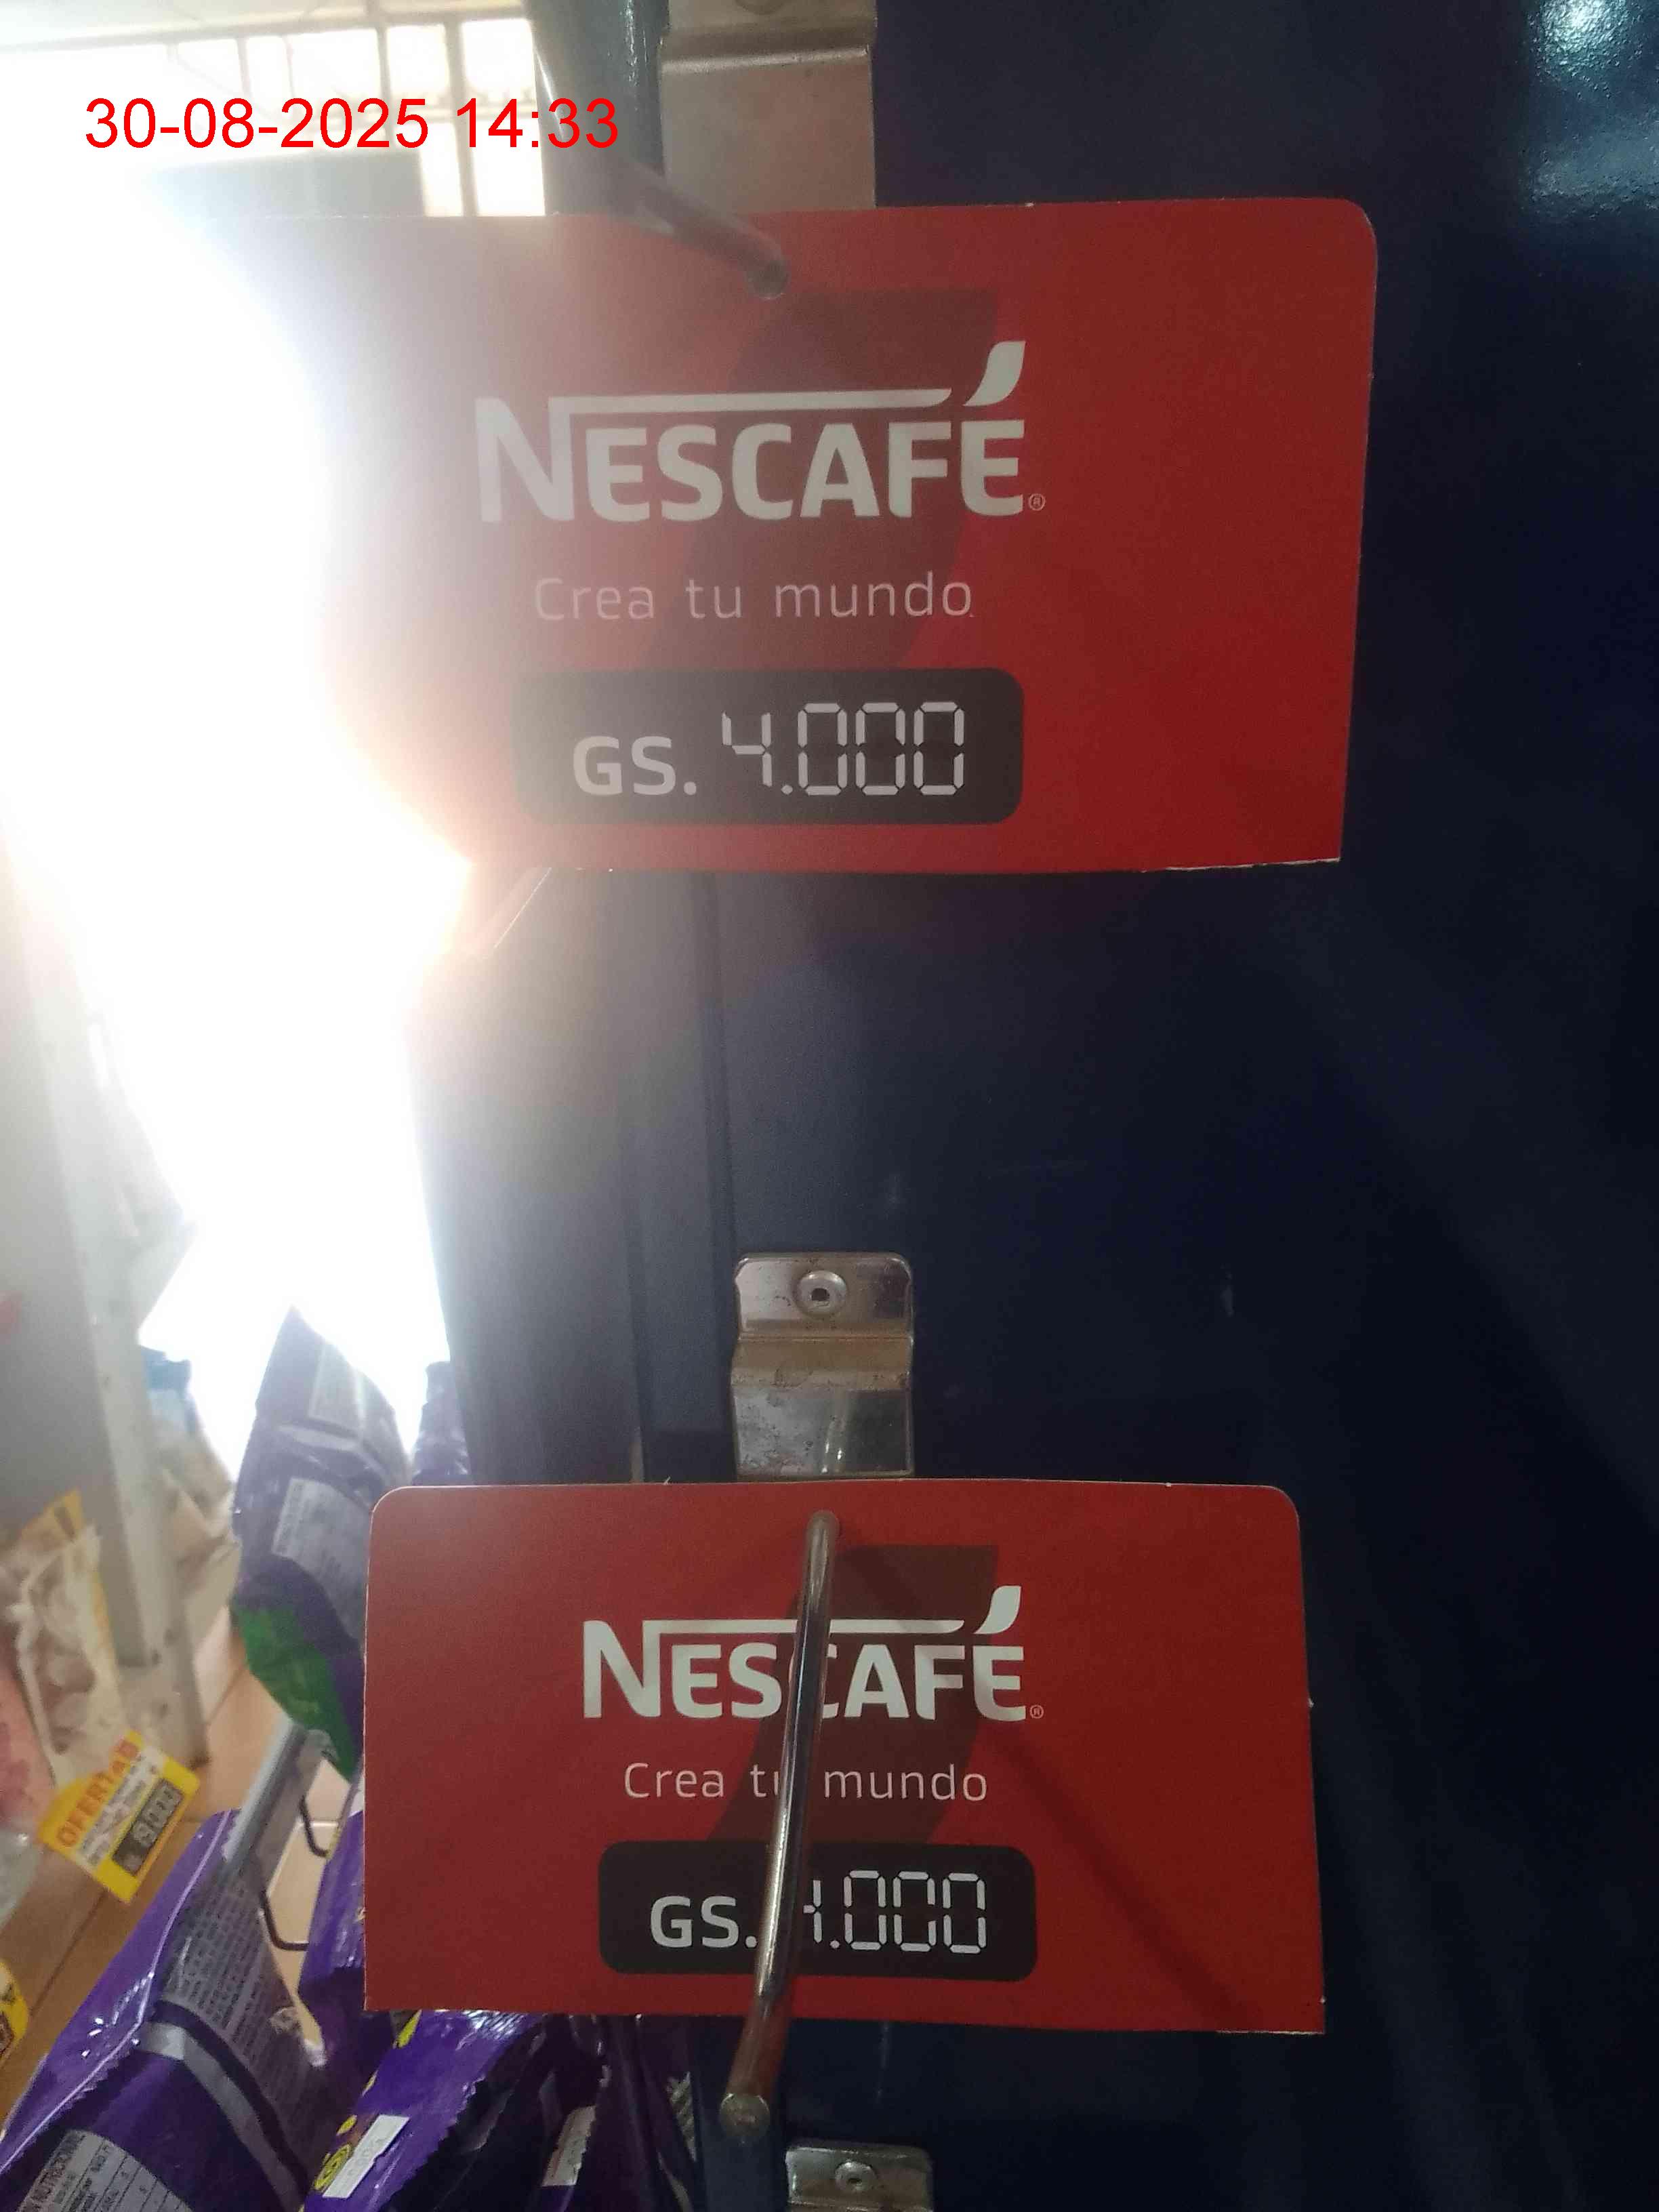 30-08-2025 14:33
NESCAFÉ®
Crea tu mundo
GS. 4.000
NESCAFÉ®
Crea tu mundo
GS. 4.000
OFERTAS